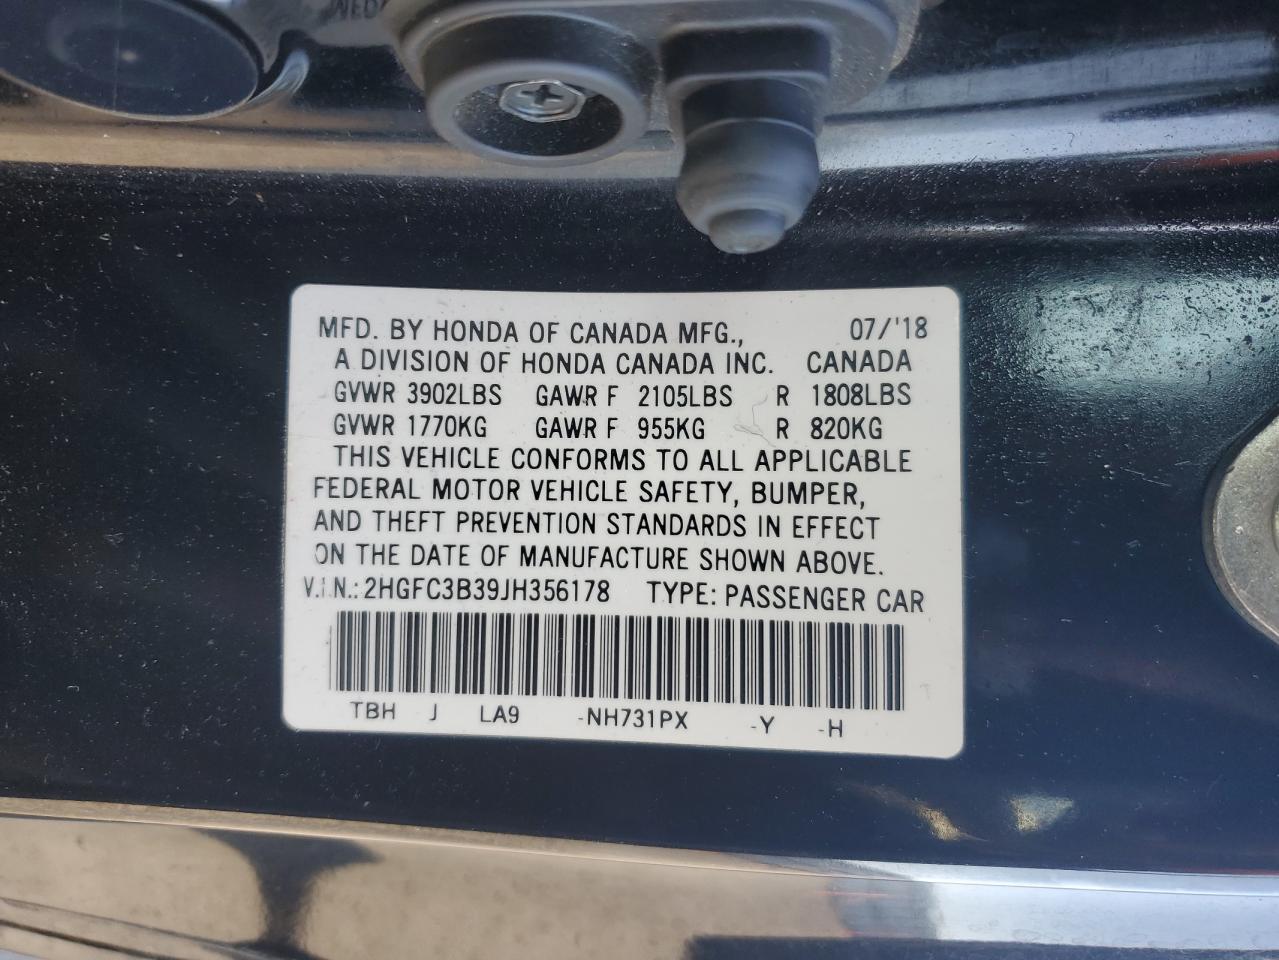 MFD. BY HONDA OF CANADA MFG., 07/'18
A DIVISION OF HONDA CANADA INC. CANADA
GVWR 3902LBS GAWR F 2105LBS R 1808LBS
GVWR 1770KG GAWR F 955KG R 820KG
THIS VEHICLE CONFORMS TO ALL APPLICABLE
FEDERAL MOTOR VEHICLE SAFETY, BUMPER,
AND THEFT PREVENTION STANDARDS IN EFFECT
ON THE DATE OF MANUFACTURE SHOWN ABOVE.
V.I.N.: 2HGFC3B39JH356178 TYPE: PASSENGER CAR
TBH J LA9 -NH731PX -Y -H